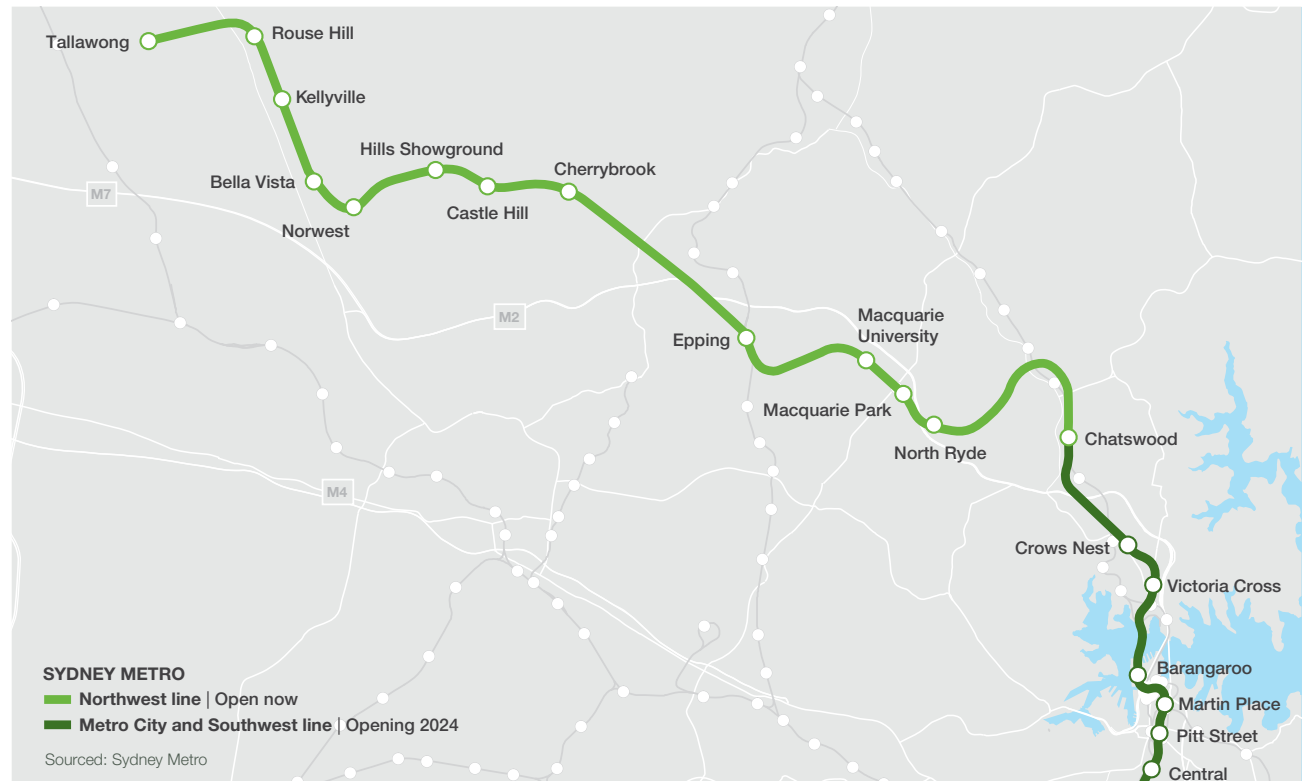 Tallawong
Rouse Hill
Kellyville
Bella Vista
Norwest
Hills Showground
Castle Hill
Cherrybrook
M7
M2
Epping
Macquarie
University
Macquarie Park
North Ryde
Chatswood
M4
Crows Nest
Victoria Cross
Barangaroo
Martin Place
Pitt Street
Central
SYDNEY METRO
Northwest line | Open now
Metro City and Southwest line | Opening 2024
Sourced: Sydney Metro